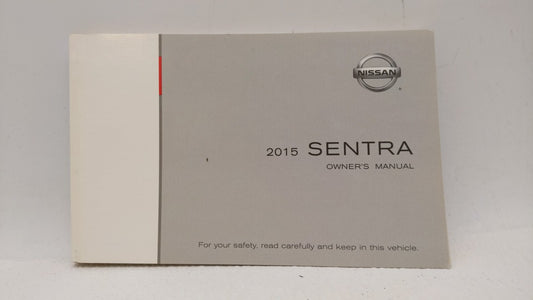 NISSAN
2015 SENTRA
OWNER'S MANUAL
For your safety, read carefully and keep in this vehicle.